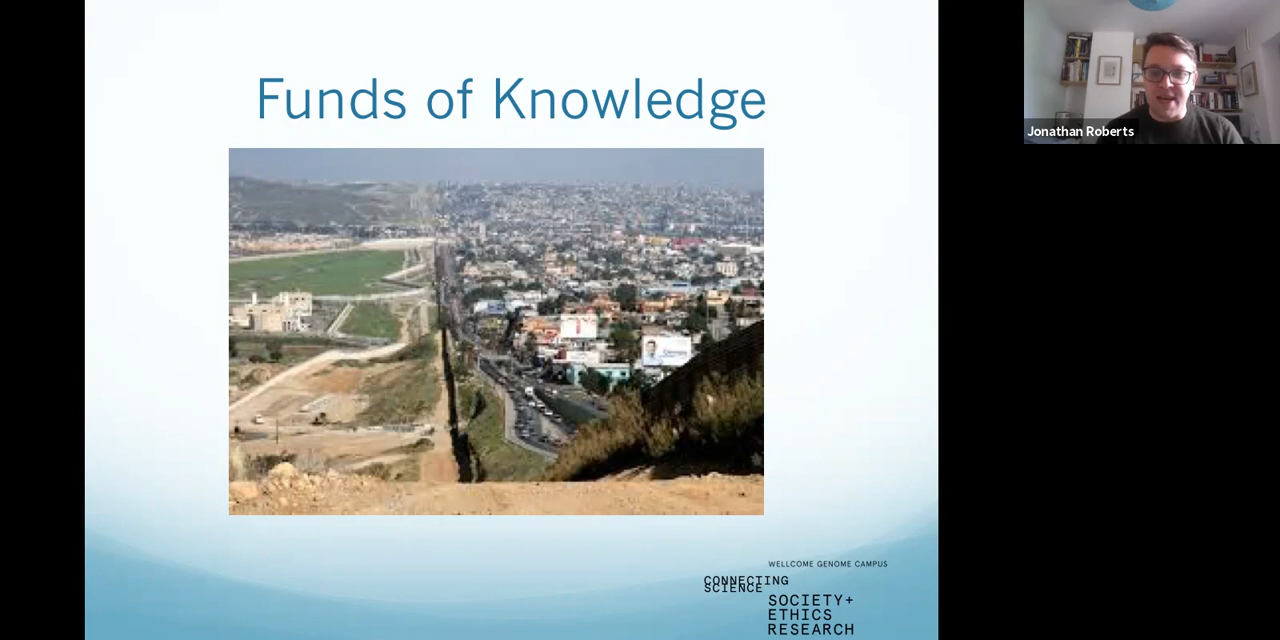 Funds of Knowledge
Jonathan Roberts
WELLCOME GENOME CAMPUS
CONNECTING
SCIENCE
SOCIETY+
ETHICS
RESEARCH